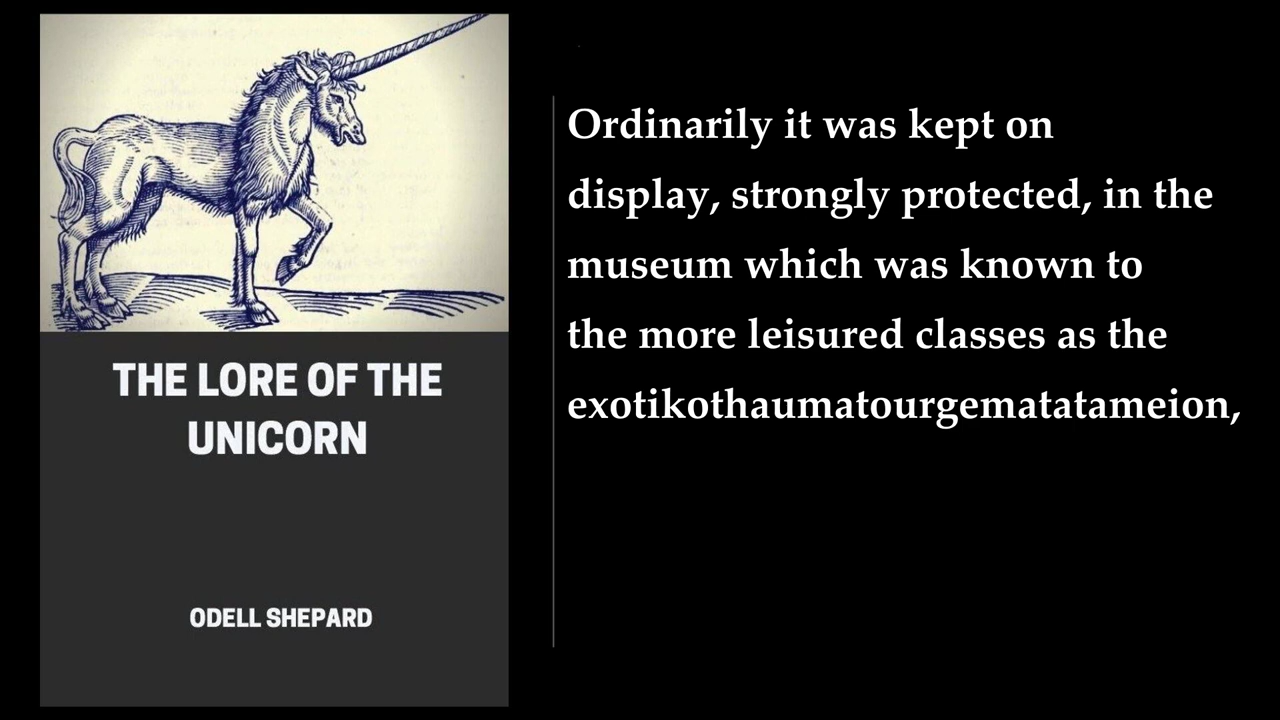 THE LORE OF THE
UNICORN
ODELL SHEPARD
Ordinarily it was kept on
display, strongly protected, in the
museum which was known to
the more leisured classes as the
exotikothaumatourgematatameion,